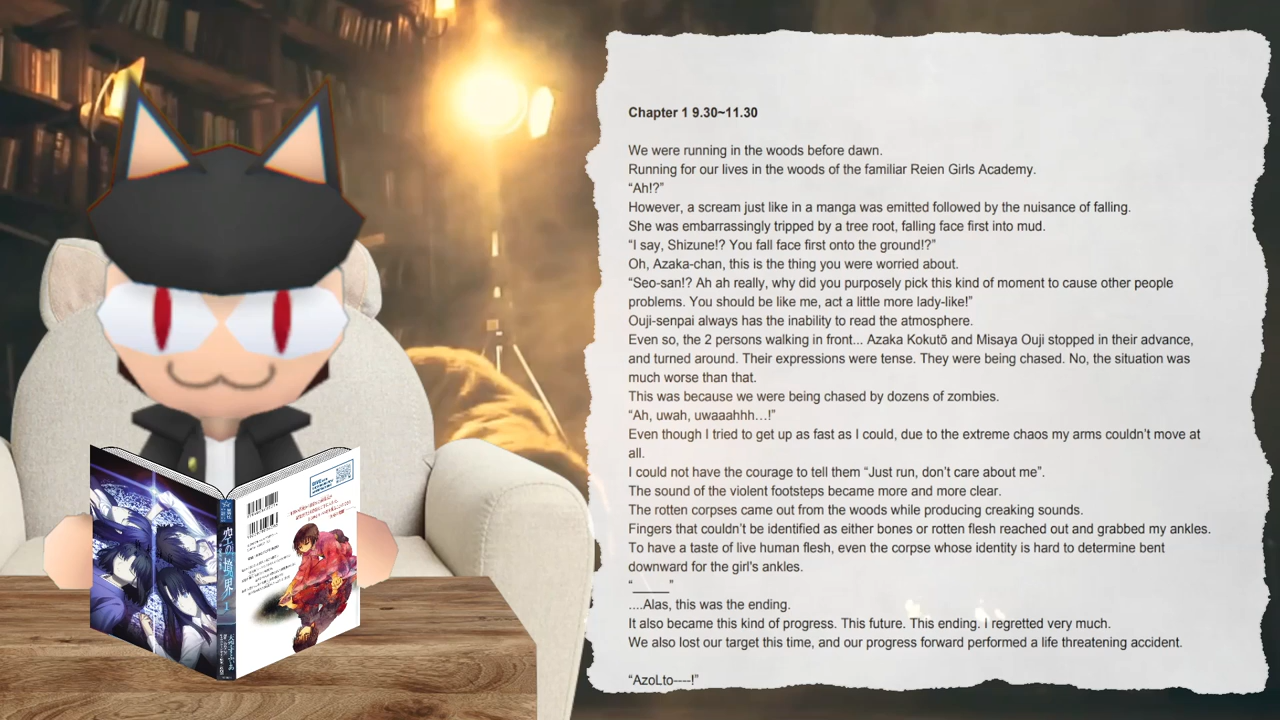 Chapter 1 9.30~11.30
We were running in the woods before dawn.
Running for our lives in the woods of the familiar Reien Girls Academy.
“Ah!?”
However, a scream just like in a manga was emitted followed by the nuisance of falling.
She was embarrassingly tripped by a tree root, falling face first into mud.
“I say, Shizune!? You fall face first onto the ground!?”
Oh, Azaka-chan, this is the thing you were worried about.
“Seo-san!? Ah ah really, why did you purposely pick this kind of moment to cause other people
problems. You should be like me, act a little more lady-like!”
Ouji-senpai always has the inability to read the atmosphere.
Even so, the 2 persons walking in front... Azaka Kokutō and Misaya Ouji stopped in their advance,
and turned around. Their expressions were tense. They were being chased. No, the situation was
much worse than that.
This was because we were being chased by dozens of zombies.
“Ah, uwah, uwaaahhh…!”
Even though I tried to get up as fast as I could, due to the extreme chaos my arms couldn’t move at
all.
I could not have the courage to tell them “Just run, don’t care about me”.
The sound of the violent footsteps became more and more clear.
The rotten corpses came out from the woods while producing creaking sounds.
Fingers that couldn’t be identified as either bones or rotten flesh reached out and grabbed my ankles.
To have a taste of live human flesh, even the corpse whose identity is hard to determine bent
downward for the girl's ankles.
“_____”
....Alas, this was the ending.
It also became this kind of progress. This future. This ending. I regretted very much.
We also lost our target this time, and our progress forward performed a life threatening accident.
“AzoLto----!”
空の境界
1